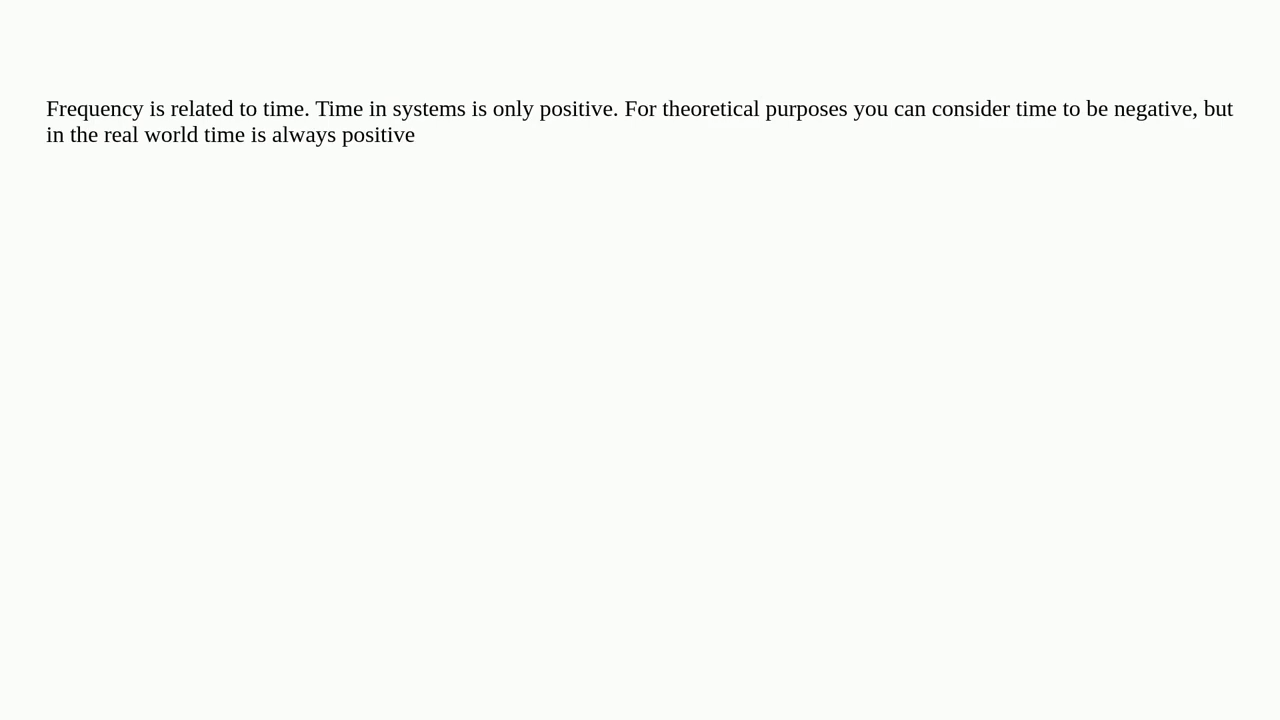 Frequency is related to time. Time in systems is only positive. For theoretical purposes you can consider time to be negative, but
in the real world time is always positive